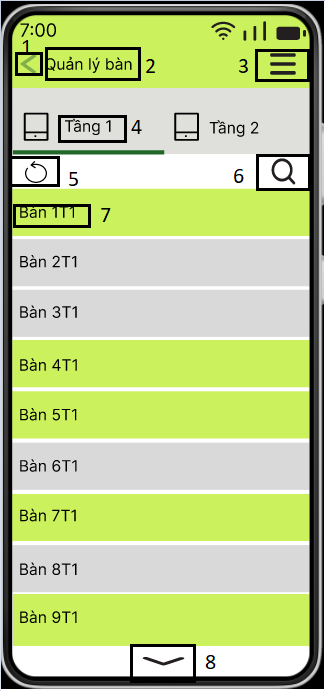 7:00
1 Quản lý bàn 2 3
Tầng 1 4 Tầng 2
5 6
Bàn 1T1 7
Bàn 2T1
Bàn 3T1
Bàn 4T1
Bàn 5T1
Bàn 6T1
Bàn 7T1
Bàn 8T1
Bàn 9T1
8